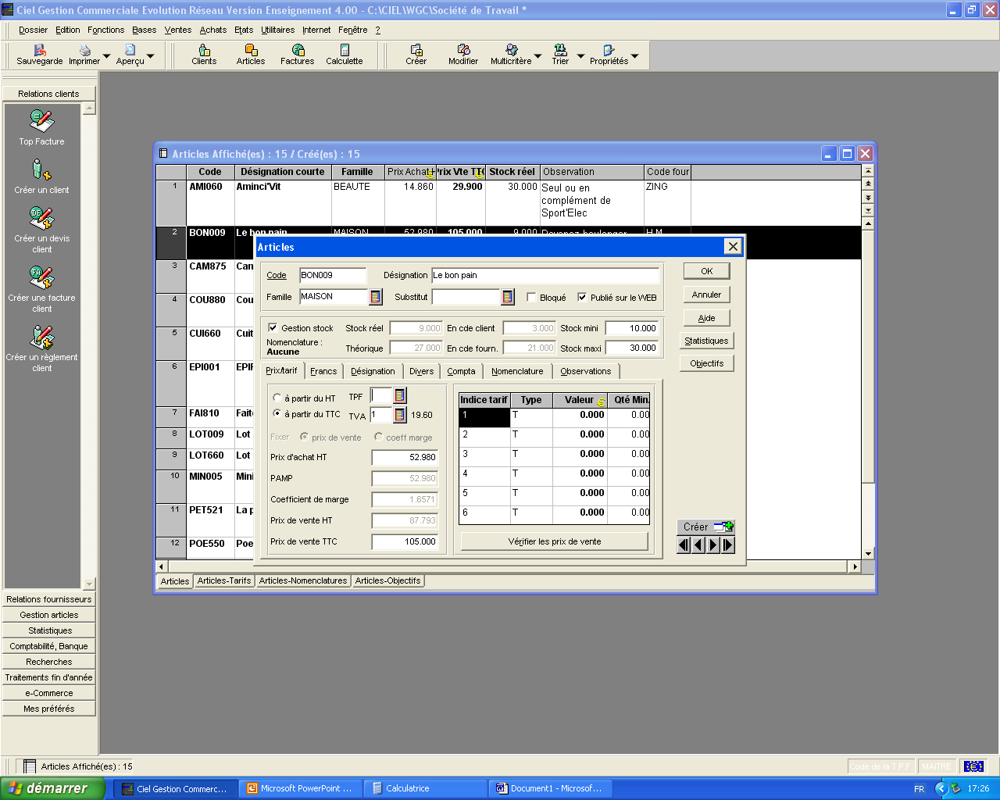 Ciel Gestion Commerciale Evolution Réseau Version Enseignement 4.00 - C:\CIEL\WGC\Société de Travail *
Dossier Edition Fonctions Bases Ventes Achats Etats Utilitaires Internet Fenêtre ?
Sauvegarde Imprimer Aperçu Clients Articles Factures Calculette Créer Modifier Multicritère Trier Propriétés
Relations clients
Top Facture
Créer un client
Créer un devis client
Créer une facture client
Créer un règlement client
Relations fournisseurs
Gestion articles
Statistiques
Comptabilité, Banque
Recherches
Traitements fin d'année
e-Commerce
Mes préférés
Articles Affiché(es) : 15 / Créé(es) : 15
Code Désignation courte Famille Prix Achat Prix Vte TTC Stock réel Observation Code four
1 AMI060 Aminci'Vit BEAUTE 14.860 29.900 30.000 Seul ou en complément de Sport'Elec ZING
2 BON009 Le bon pain MAISON 52.980 105.000 9.000 Devenez boulanger H.M
3 CAM875 Cam
4 COU880 Cou
5 CUI660 Cuit
6 EPI001 EPIF
7 FAI810 Faite
8 LOT009 Lot
9 LOT660 Lot
10 MIN005 Mini
11 PET521 La p
12 POE550 Poe
Articles Articles-Tarifs Articles-Nomenclatures Articles-Objectifs
Articles
Code BON009 Désignation Le bon pain
Famille MAISON Substitut Bloqué Publié sur le WEB
Gestion stock Stock réel 9.000 En cde client 3.000 Stock mini 10.000
Nomenclature : Aucune Théorique 27.000 En cde fourn. 21.000 Stock maxi 30.000
Prix/tarif Francs Désignation Divers Compta Nomenclature Observations
à partir du HT TPF
à partir du TTC TVA 1 19.60
Fixer prix de vente coeff marge
Prix d'achat HT 52.980
PAMP 52.980
Coefficient de marge 1.6571
Prix de vente HT 87.793
Prix de vente TTC 105.000
Indice tarif Type Valeur Qté Min.
1 T 0.000 0.00
2 T 0.000 0.00
3 T 0.000 0.00
4 T 0.000 0.00
5 T 0.000 0.00
6 T 0.000 0.00
Vérifier les prix de vente
OK
Annuler
Aide
Statistiques
Objectifs
Créer
Articles Affiché(es) : 15 Code de la T.P.F. MAITRE
démarrer Ciel Gestion Commerc... Microsoft PowerPoint ... Calculatrice Document1 - Microsof... FR 17:26